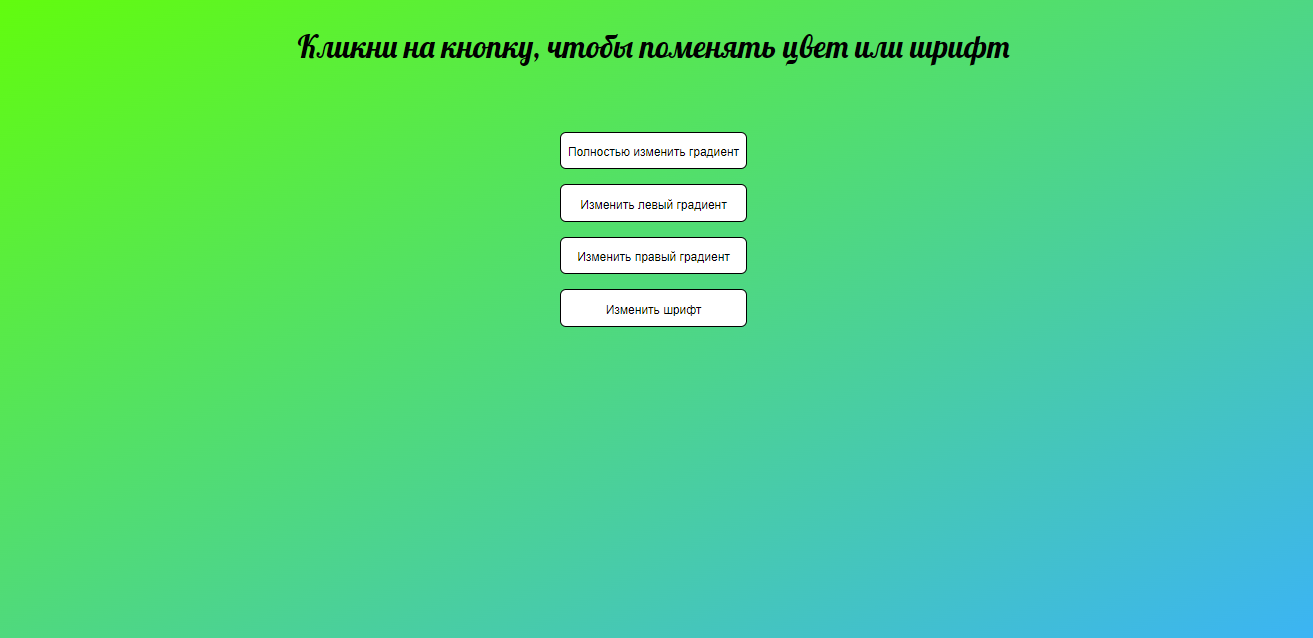 Кликни на кнопку, чтобы поменять цвет или шрифт
Полностью изменить градиент
Изменить левый градиент
Изменить правый градиент
Изменить шрифт